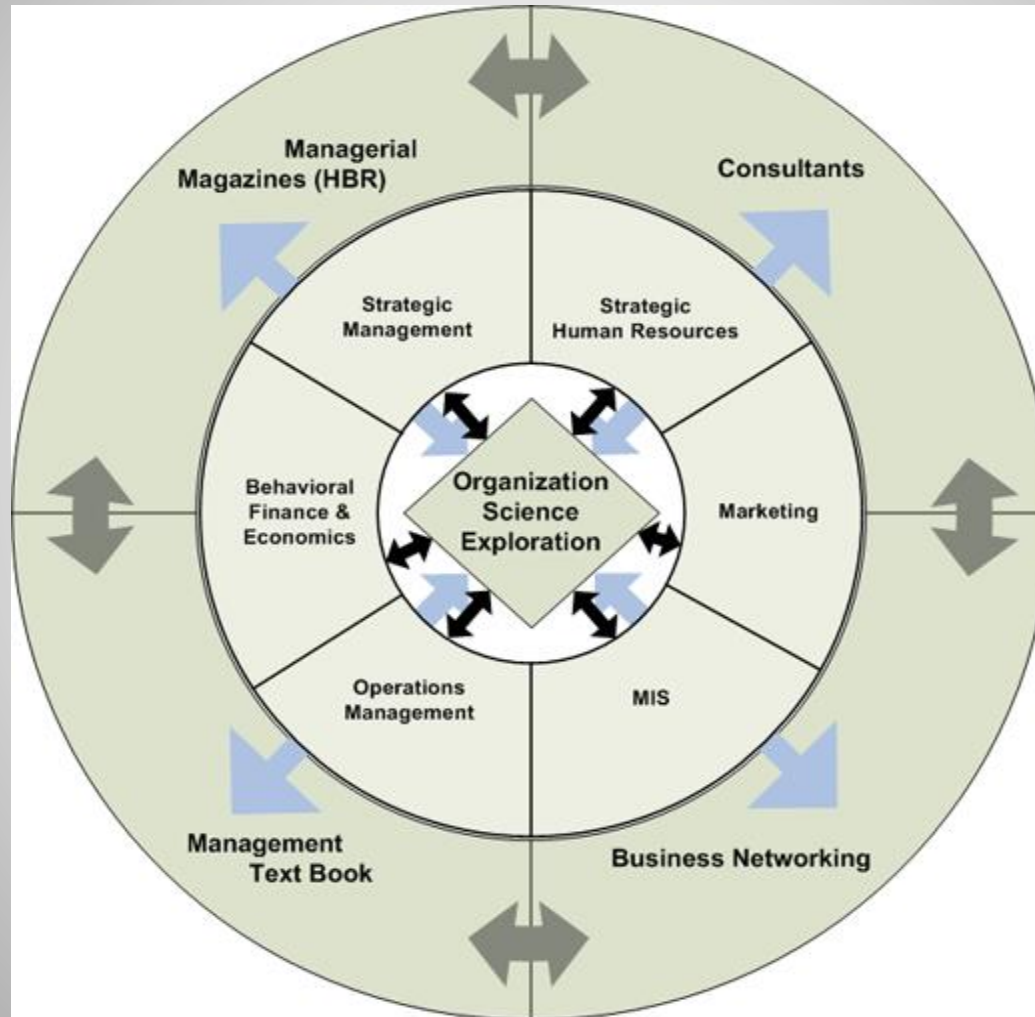 Managerial
Magazines (HBR)
Consultants
Strategic
Management
Strategic
Human Resources
Behavioral
Finance &
Economics
Organization
Science
Exploration
Marketing
Operations
Management
MIS
Management
Text Book
Business Networking